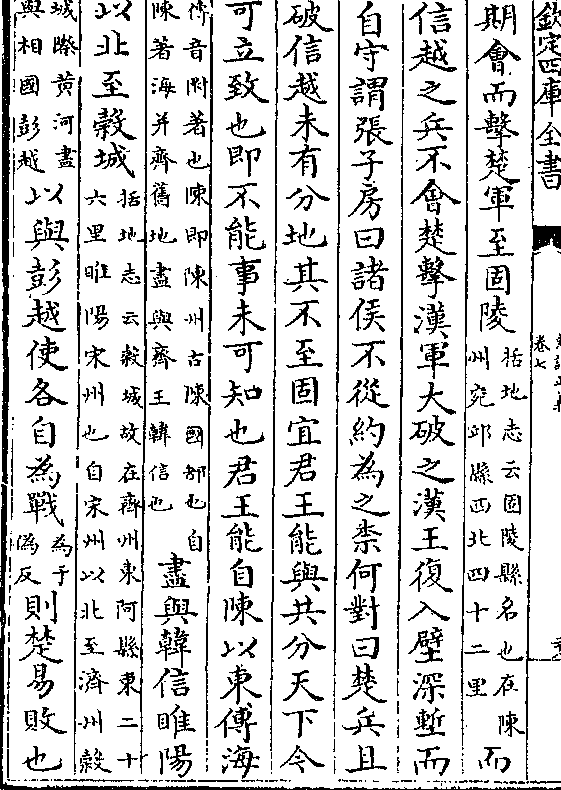 欽定四庫全書
卷七
期會而擊楚軍至固陵括地志云固陵縣名也在陳州宛邱縣西北四十二里而
信越之兵不會楚擊漢軍大破之漢王復入壁深塹而
自守謂張子房曰諸侯不從約為之柰何對曰楚兵且
破信越未有分地其不至固宜君王能與共分天下今
可立致也即不能事未可知也君王能自陳以東傅海
傅音附著也陳即陳州古陳國都也自陳著海并齊舊地盡與齊王韓信也盡與韓信睢陽
以北至榖城括地志云榖城故在齊州東阿縣東二十六里睢陽宋州也自宋州以北至濟州榖
城際黄河盡與相國彭越以與彭越使各自為戰為于偽反則楚易敗也